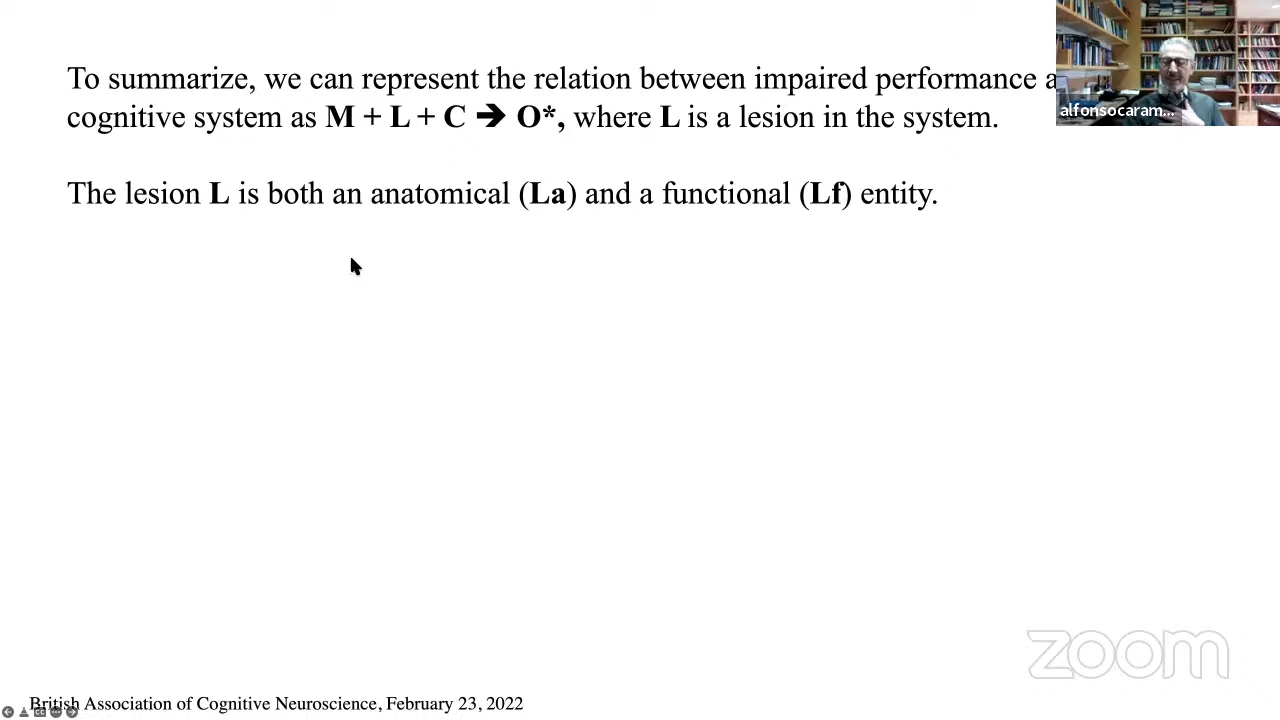 To summarize, we can represent the relation between impaired performance a
cognitive system as M + L + C ➔ O*, where L is a lesion in the system.
The lesion L is both an anatomical (La) and a functional (Lf) entity.
alfonsocaram...
zoom
British Association of Cognitive Neuroscience, February 23, 2022